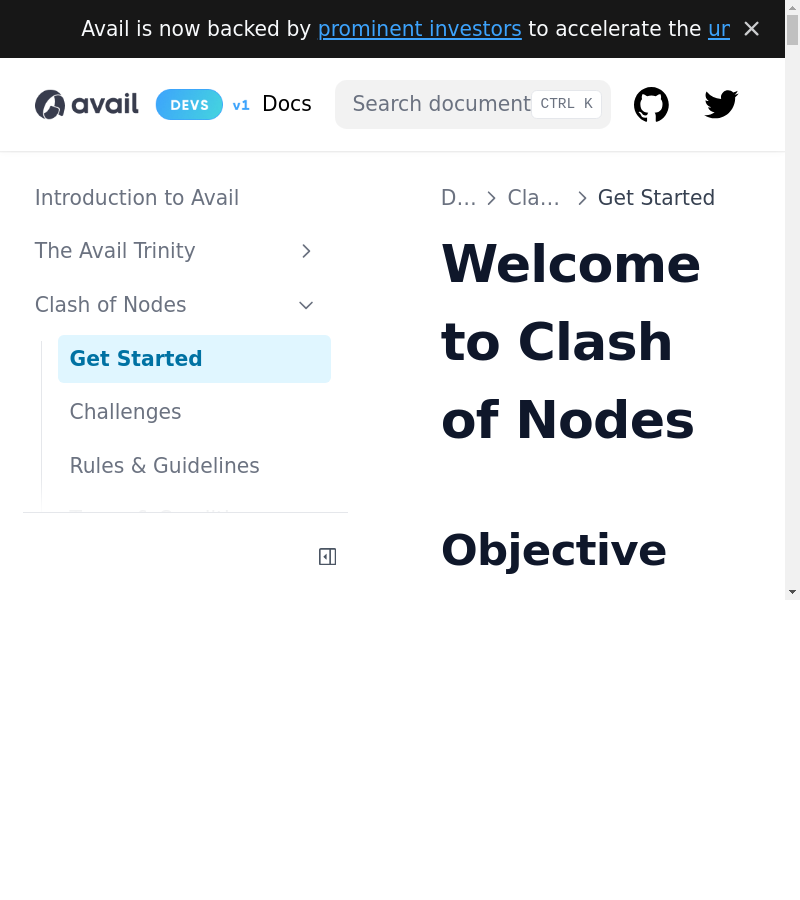 Avail is now backed by prominent investors to accelerate the ur
avail DEVS v1 Docs Search document CTRL K
Introduction to Avail
The Avail Trinity
Clash of Nodes
Get Started
Challenges
Rules & Guidelines
D... Cla... Get Started
Welcome
to Clash
of Nodes
Objective